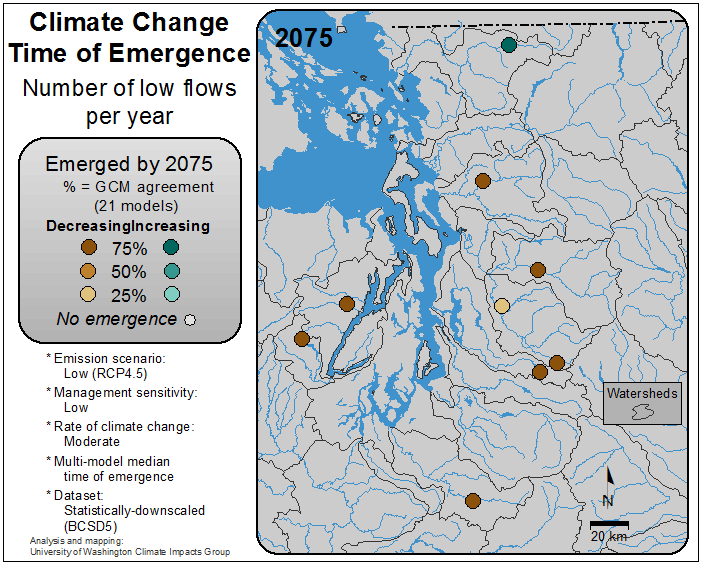 Climate Change
Time of Emergence
Number of low flows
per year
Emerged by 2075
% = GCM agreement
(21 models)
DecreasingIncreasing
75%
50%
25%
No emergence
* Emission scenario:
Low (RCP4.5)
* Management sensitivity:
Low
* Rate of climate change:
Moderate
* Multi-model median
time of emergence
* Dataset:
Statistically-downscaled
(BCSD5)
Analysis and mapping:
University of Washington Climate Impacts Group
2075
Watersheds
N
20 km